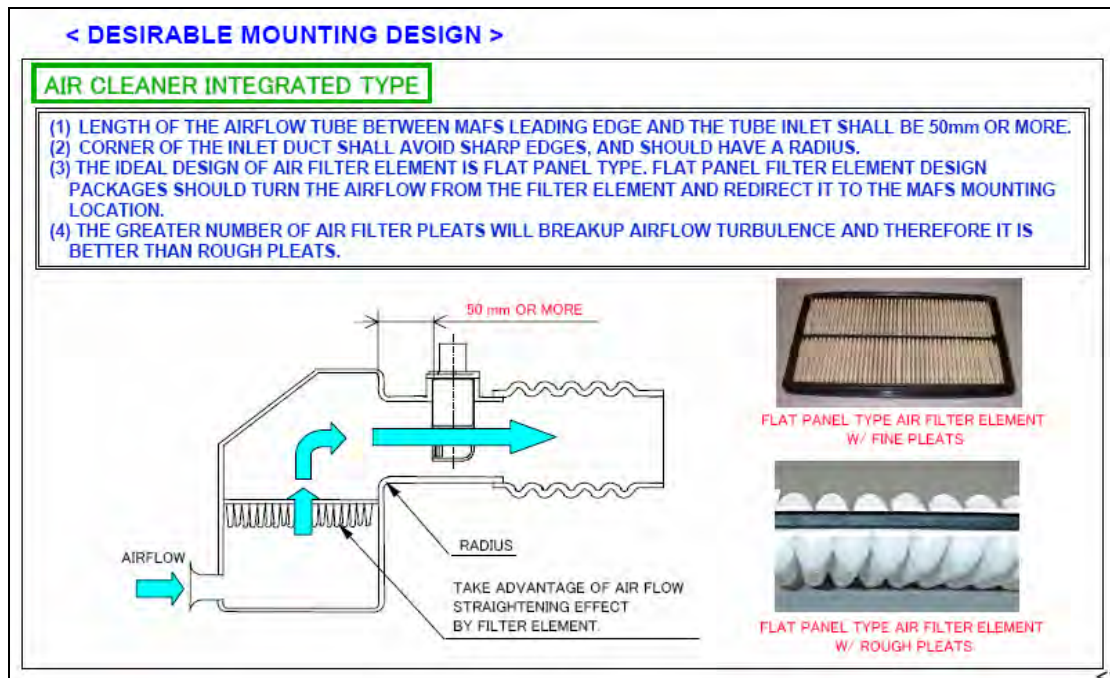 < DESIRABLE MOUNTING DESIGN >
AIR CLEANER INTEGRATED TYPE
(1) LENGTH OF THE AIRFLOW TUBE BETWEEN MAFS LEADING EDGE AND THE TUBE INLET SHALL BE 50mm OR MORE.
(2) CORNER OF THE INLET DUCT SHALL AVOID SHARP EDGES, AND SHOULD HAVE A RADIUS.
(3) THE IDEAL DESIGN OF AIR FILTER ELEMENT IS FLAT PANEL TYPE. FLAT PANEL FILTER ELEMENT DESIGN
PACKAGES SHOULD TURN THE AIRFLOW FROM THE FILTER ELEMENT AND REDIRECT IT TO THE MAFS MOUNTING
LOCATION.
(4) THE GREATER NUMBER OF AIR FILTER PLEATS WILL BREAKUP AIRFLOW TURBULENCE AND THEREFORE IT IS
BETTER THAN ROUGH PLEATS.
50 mm OR MORE
FLAT PANEL TYPE AIR FILTER ELEMENT
W/ FINE PLEATS
RADIUS
AIRFLOW
TAKE ADVANTAGE OF AIR FLOW
STRAIGHTENING EFFECT
BY FILTER ELEMENT.
FLAT PANEL TYPE AIR FILTER ELEMENT
W/ ROUGH PLEATS
<